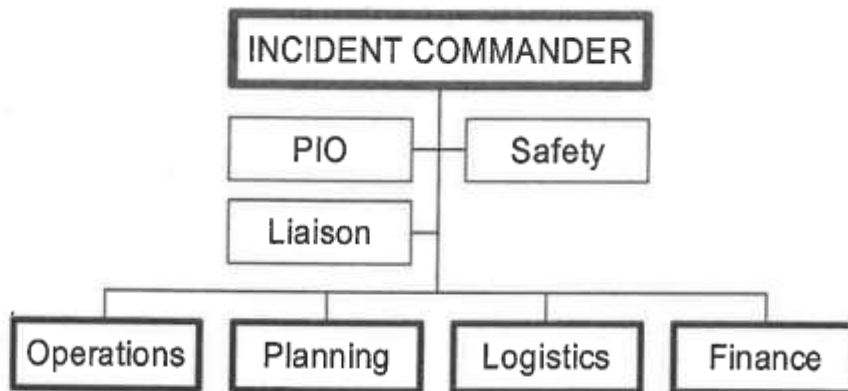 INCIDENT COMMANDER
PIO Safety
Liaison
Operations Planning Logistics Finance